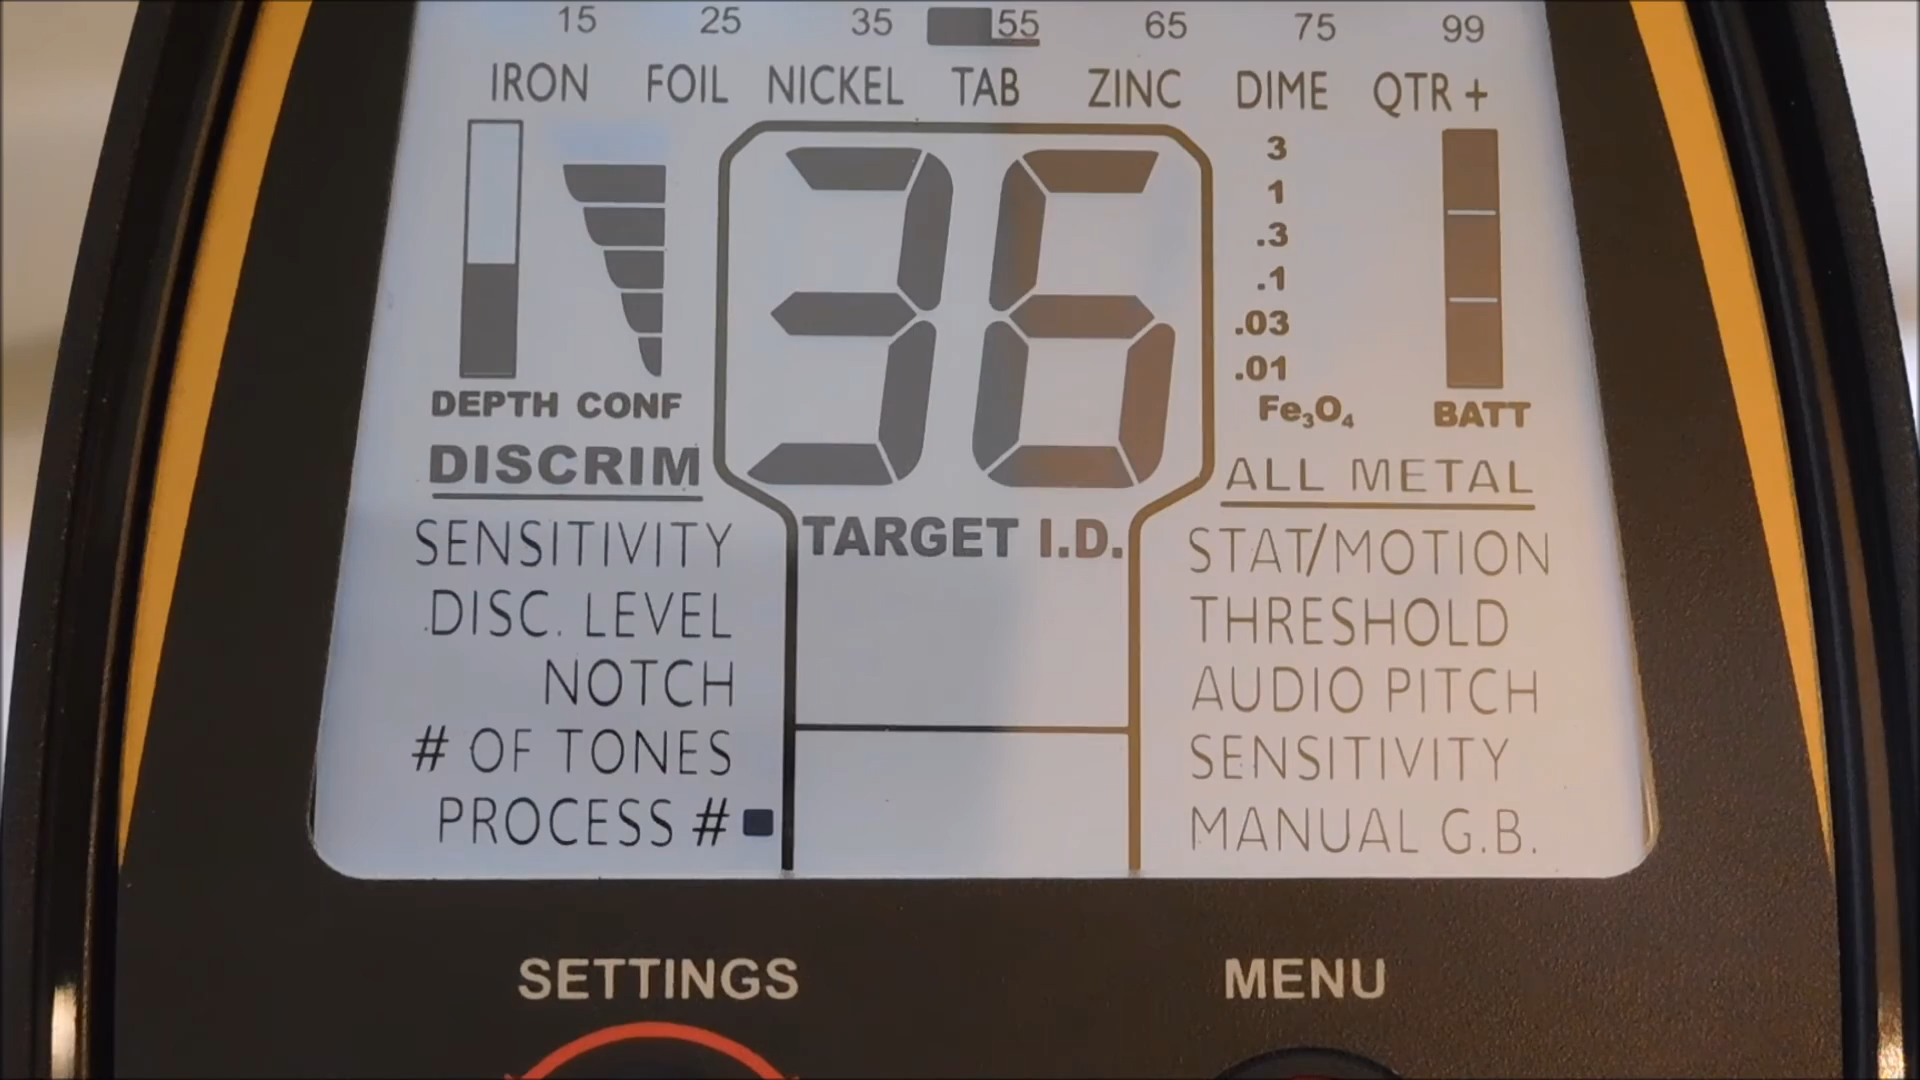 15 25 35 55 65 75 99
IRON FOIL NICKEL TAB ZINC DIME QTR +
36
3
1
.3
.1
.03
.01
DEPTH CONF
Fe₃O₄
BATT
DISCRIM
ALL METAL
TARGET I.D.
SENSITIVITY
DISC. LEVEL
NOTCH
# OF TONES
PROCESS #
STAT/MOTION
THRESHOLD
AUDIO PITCH
SENSITIVITY
MANUAL G.B.
SETTINGS
MENU